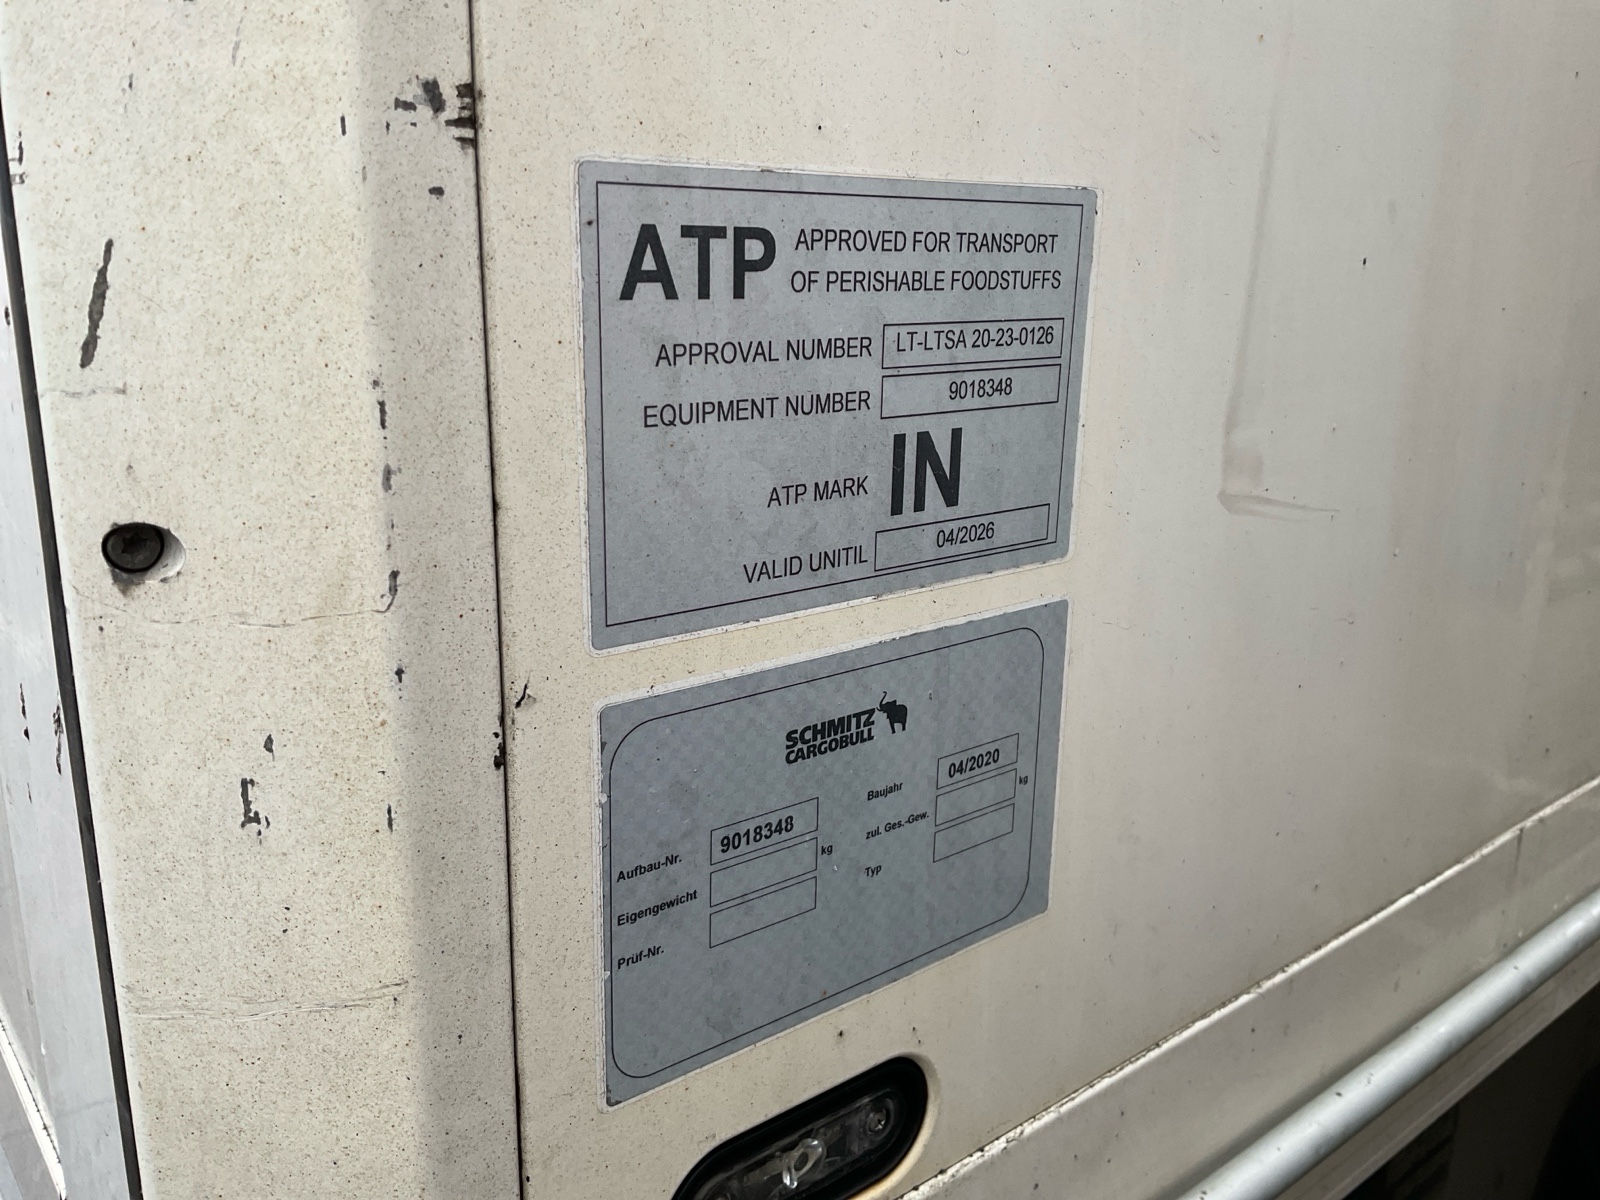 ATP APPROVED FOR TRANSPORT
OF PERISHABLE FOODSTUFFS
APPROVAL NUMBER LT-LTSA 20-23-0126
EQUIPMENT NUMBER 9018348
ATP MARK IN
VALID UNITIL 04/2026
SCHMITZ
CARGOBULL
Aufbau-Nr. 9018348
Eigengewicht kg
Prüf-Nr.
Baujahr 04/2020
zul. Ges.-Gew. kg
Typ